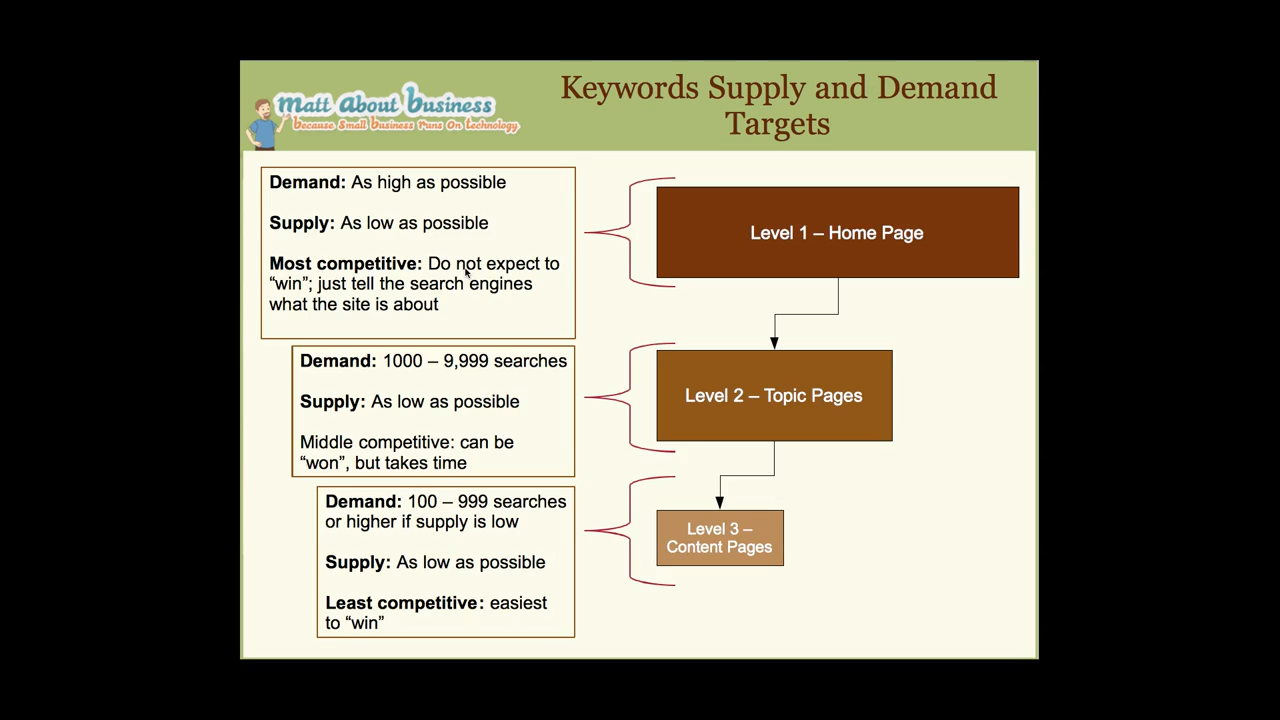 Matt About business
because Small business runs On technology
Keywords Supply and Demand
Targets
Demand: As high as possible
Supply: As low as possible
Most competitive: Do not expect to
“win”; just tell the search engines
what the site is about
Level 1 – Home Page
Demand: 1000 – 9,999 searches
Supply: As low as possible
Middle competitive: can be
“won”, but takes time
Level 2 – Topic Pages
Demand: 100 – 999 searches
or higher if supply is low
Supply: As low as possible
Least competitive: easiest
to “win”
Level 3 –
Content Pages